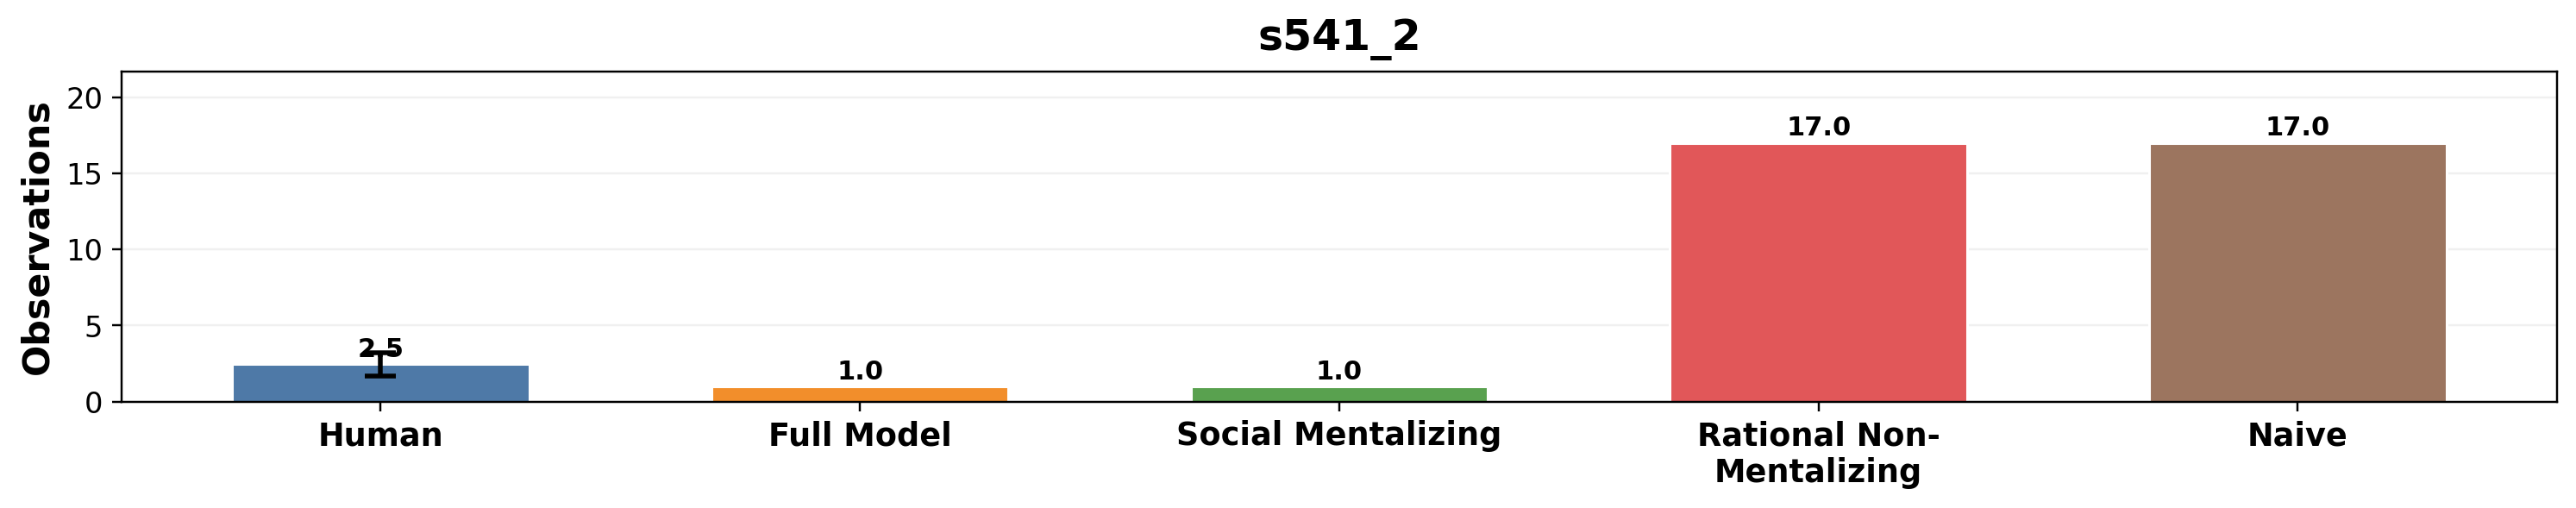 s541_2
Observations
20
15
10
5
0
2.5
1.0
1.0
17.0
17.0
Human
Full Model
Social Mentalizing
Rational Non-
Mentalizing
Naive